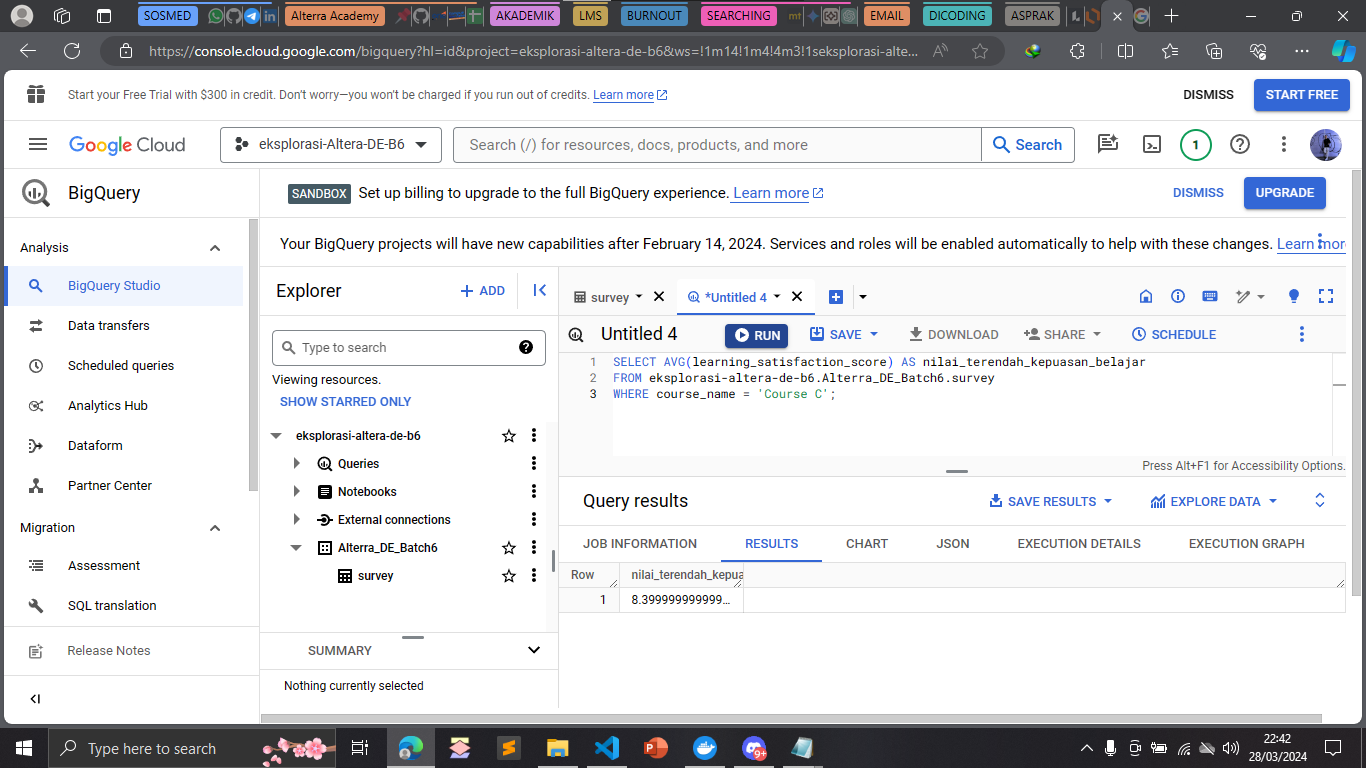 SOSMED
Alterra Academy
AKADEMIK
LMS
BURNOUT
SEARCHING
mt
EMAIL
DICODING
ASPRAK
https://console.cloud.google.com/bigquery?hl=id&project=eksplorasi-altera-de-b6&ws=!1m14!1m4!4m3!1seksplorasi-alte...
Start your Free Trial with $300 in credit. Don't worry—you won't be charged if you run out of credits. Learn more
DISMISS
START FREE
Google Cloud
eksplorasi-Altera-DE-B6
Search (/) for resources, docs, products, and more
Search
1
BigQuery
SANDBOX Set up billing to upgrade to the full BigQuery experience. Learn more
DISMISS
UPGRADE
Your BigQuery projects will have new capabilities after February 14, 2024. Services and roles will be enabled automatically to help with these changes. Learn more
Analysis
BigQuery Studio
Data transfers
Scheduled queries
Analytics Hub
Dataform
Partner Center
Migration
Assessment
SQL translation
Release Notes
Explorer
+ ADD
Type to search
Viewing resources.
SHOW STARRED ONLY
eksplorasi-altera-de-b6
Queries
Notebooks
External connections
Alterra_DE_Batch6
survey
SUMMARY
Nothing currently selected
survey
*Untitled 4
Untitled 4
RUN
SAVE
DOWNLOAD
SHARE
SCHEDULE
1 SELECT AVG(learning_satisfaction_score) AS nilai_terendah_kepuasan_belajar
2 FROM eksplorasi-altera-de-b6.Alterra_DE_Batch6.survey
3 WHERE course_name = 'Course C';
Press Alt+F1 for Accessibility Options.
Query results
SAVE RESULTS
EXPLORE DATA
JOB INFORMATION
RESULTS
CHART
JSON
EXECUTION DETAILS
EXECUTION GRAPH
Row nilai_terendah_kepua
1 8.399999999999...
Type here to search
9+
22:42
28/03/2024